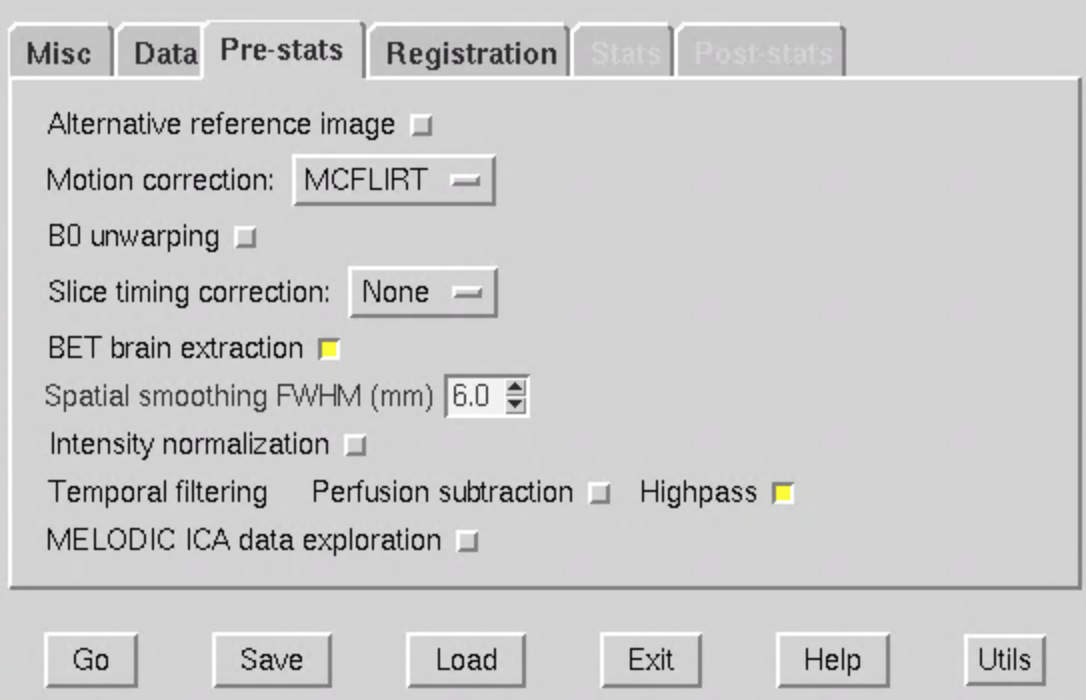 Misc Data Pre-stats Registration Stats Post-stats
Alternative reference image
Motion correction: MCFLIRT
B0 unwarping
Slice timing correction: None
BET brain extraction
Spatial smoothing FWHM (mm) 6.0
Intensity normalization
Temporal filtering Perfusion subtraction Highpass
MELODIC ICA data exploration
Go Save Load Exit Help Utils